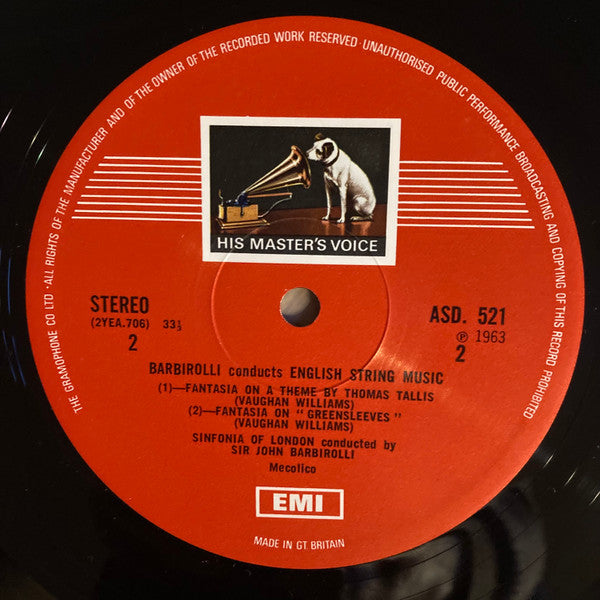 THE GRAMOPHONE CO LTD · ALL RIGHTS OF THE MANUFACTURER AND OF THE OWNER OF THE RECORDED WORK RESERVED · UNAUTHORISED PUBLIC PERFORMANCE BROADCASTING AND COPYING OF THIS RECORD PROHIBITED
HIS MASTER'S VOICE
STEREO
(2YEA.706) 33⅓
2
ASD. 521
℗ 1963
2
BARBIROLLI conducts ENGLISH STRING MUSIC
(1)—FANTASIA ON A THEME BY THOMAS TALLIS
(VAUGHAN WILLIAMS)
(2)—FANTASIA ON "GREENSLEEVES"
(VAUGHAN WILLIAMS)
SINFONIA OF LONDON conducted by
SIR JOHN BARBIROLLI
Mecolico
EMI
MADE IN GT. BRITAIN